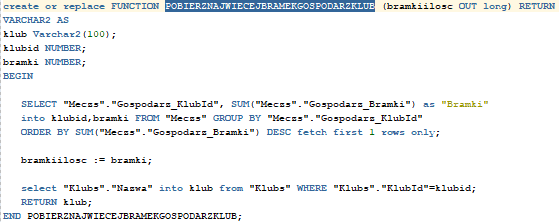 create or replace FUNCTION POBIERZNAJWIECEJBRAMEKGOSPODARZKLUB (bramkiilosc OUT long) RETURN
VARCHAR2 AS
klub Varchar2(100);
klubid NUMBER;
bramki NUMBER;
BEGIN
SELECT "Meczs"."Gospodarz_KlubId", SUM("Meczs"."Gospodarz_Bramki") as "Bramki"
into klubid,bramki FROM "Meczs" GROUP BY "Meczs"."Gospodarz_KlubId"
ORDER BY SUM("Meczs"."Gospodarz_Bramki") DESC fetch first 1 rows only;
bramkiilosc := bramki;
select "Klubs"."Nazwa" into klub from "Klubs" WHERE "Klubs"."KlubId"=klubid;
RETURN klub;
END POBIERZNAJWIECEJBRAMEKGOSPODARZKLUB;